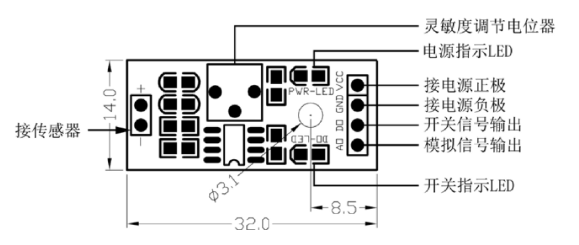 灵敏度调节电位器
电源指示LED
接电源正极
接电源负极
开关信号输出
模拟信号输出
开关指示LED
接传感器
+
-
14.0
PWR-LED
DO-LED
VCC
GND
DO
AO
ø3.1
8.5
32.0